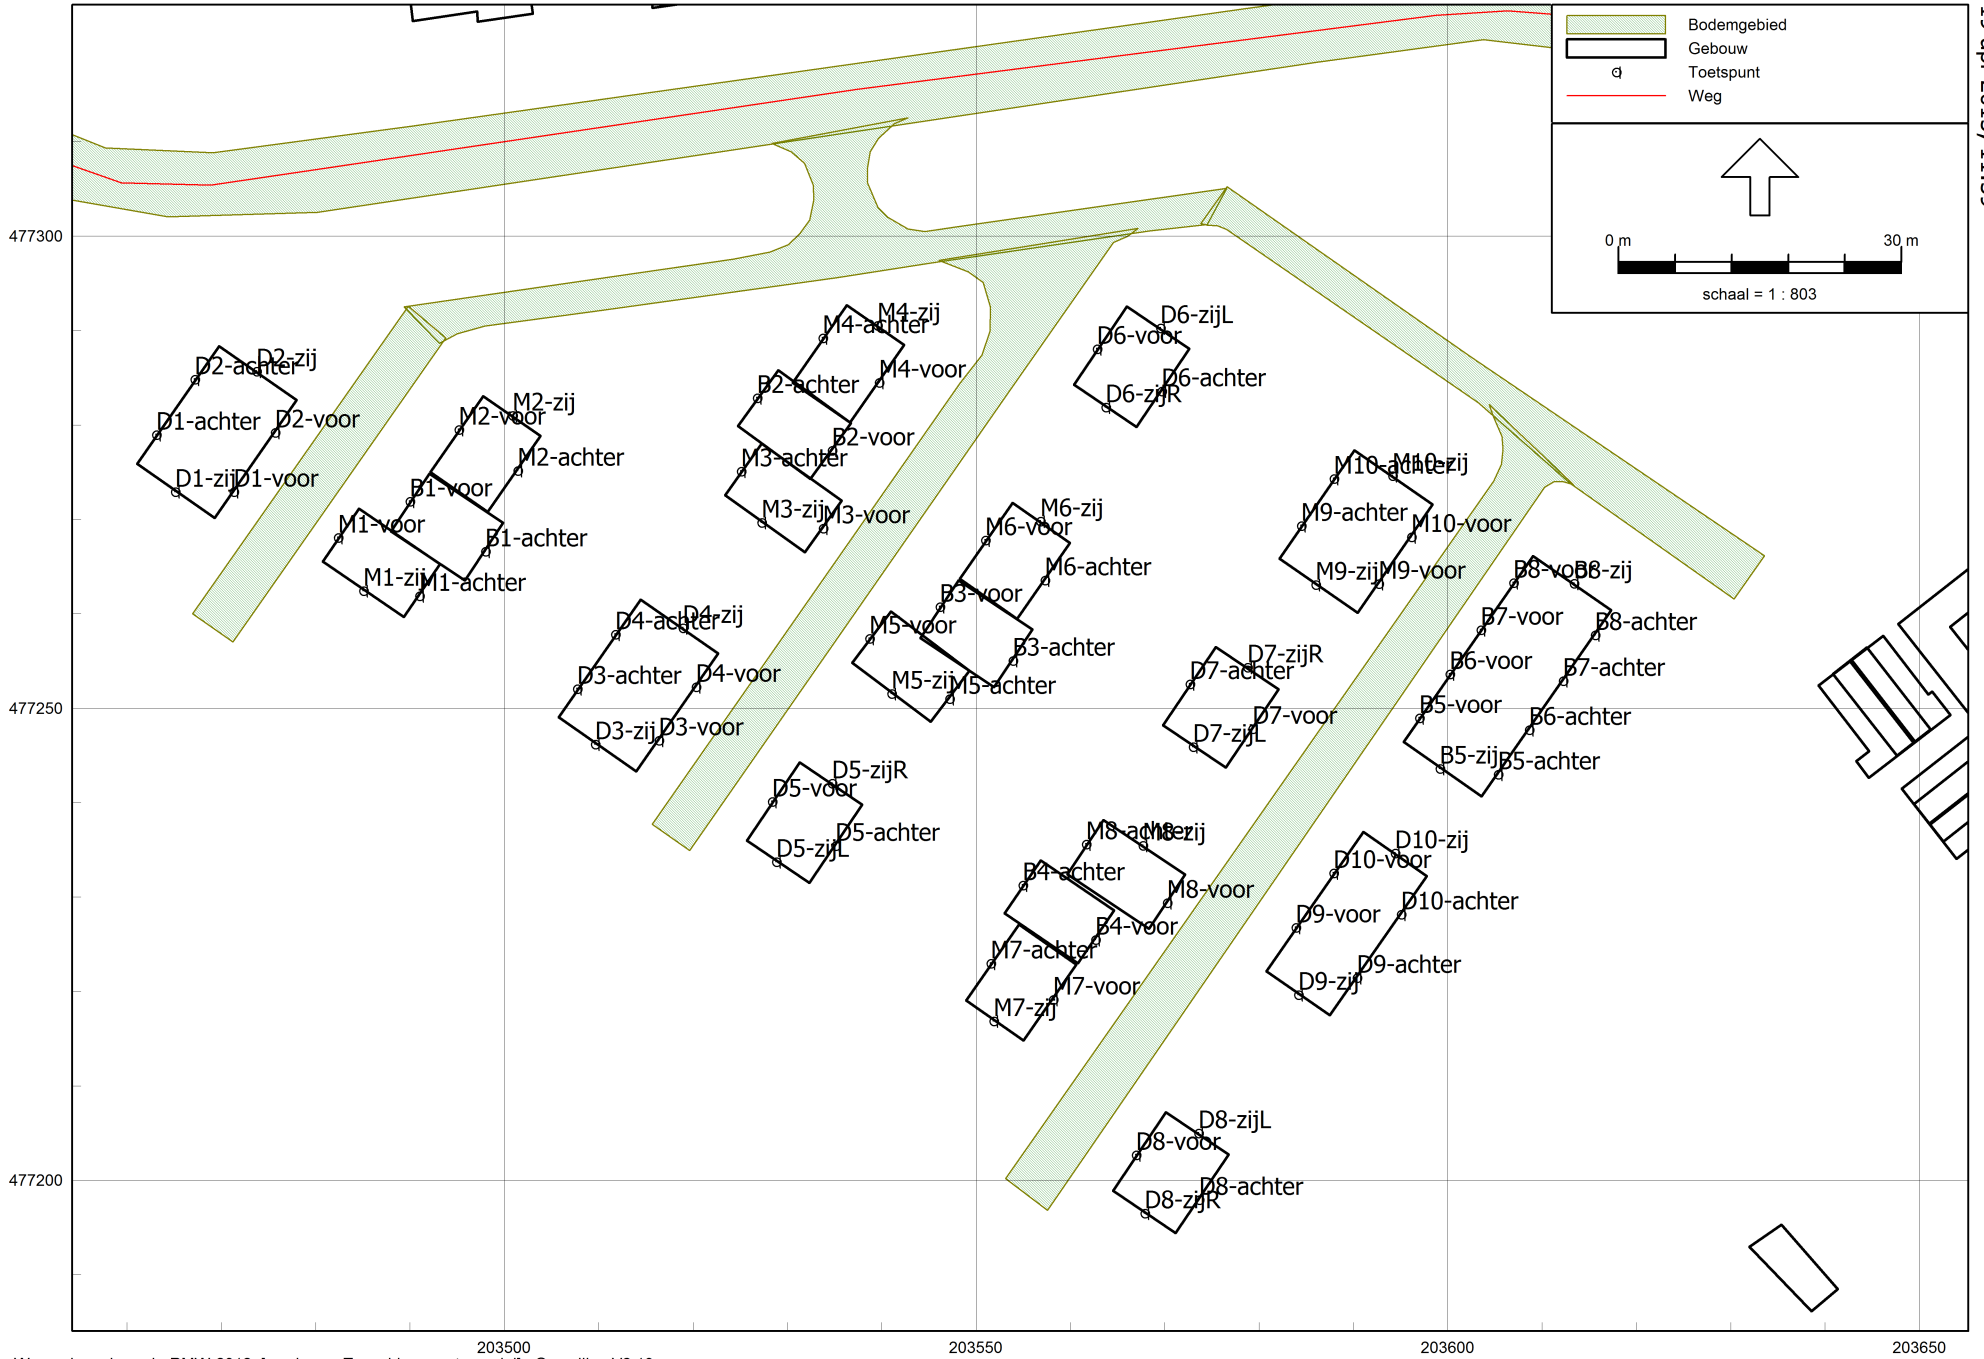 Bodemgebied
Gebouw
Toetspunt
Weg
0 m 30 m
schaal = 1 : 803
477300
477250
477200
203500 203550 203600 203650
D2-achter
D2-zij
D1-achter
D2-voor
D1-zij
D1-voor
M2-zij
M2-voor
M2-achter
B1-voor
M1-voor
B1-achter
M1-zij
M1-achter
M4-zij
M4-achter
M4-voor
B2-achter
B2-voor
M3-achter
M3-zij
M3-voor
D6-zijL
D6-voor
D6-achter
D6-zijR
M10-achter
M10-zij
M9-achter
M10-voor
M9-zij
M9-voor
M6-zij
M6-voor
M6-achter
B3-voor
M5-voor
B3-achter
M5-zij
M5-achter
B8-voor
B8-zij
B7-voor
B8-achter
B6-voor
B7-achter
B5-voor
B6-achter
B5-zij
B5-achter
D4-zij
D4-achter
D3-achter
D4-voor
D3-zij
D3-voor
D7-zijR
D7-achter
D7-voor
D7-zijL
D5-zijR
D5-voor
D5-achter
D5-zijL
M8-achter
M8-zij
B4-achter
M8-voor
B4-voor
M7-achter
M7-voor
M7-zij
D10-zij
D10-voor
D10-achter
D9-voor
D9-achter
D9-zij
D8-zijL
D8-voor
D8-achter
D8-zijR